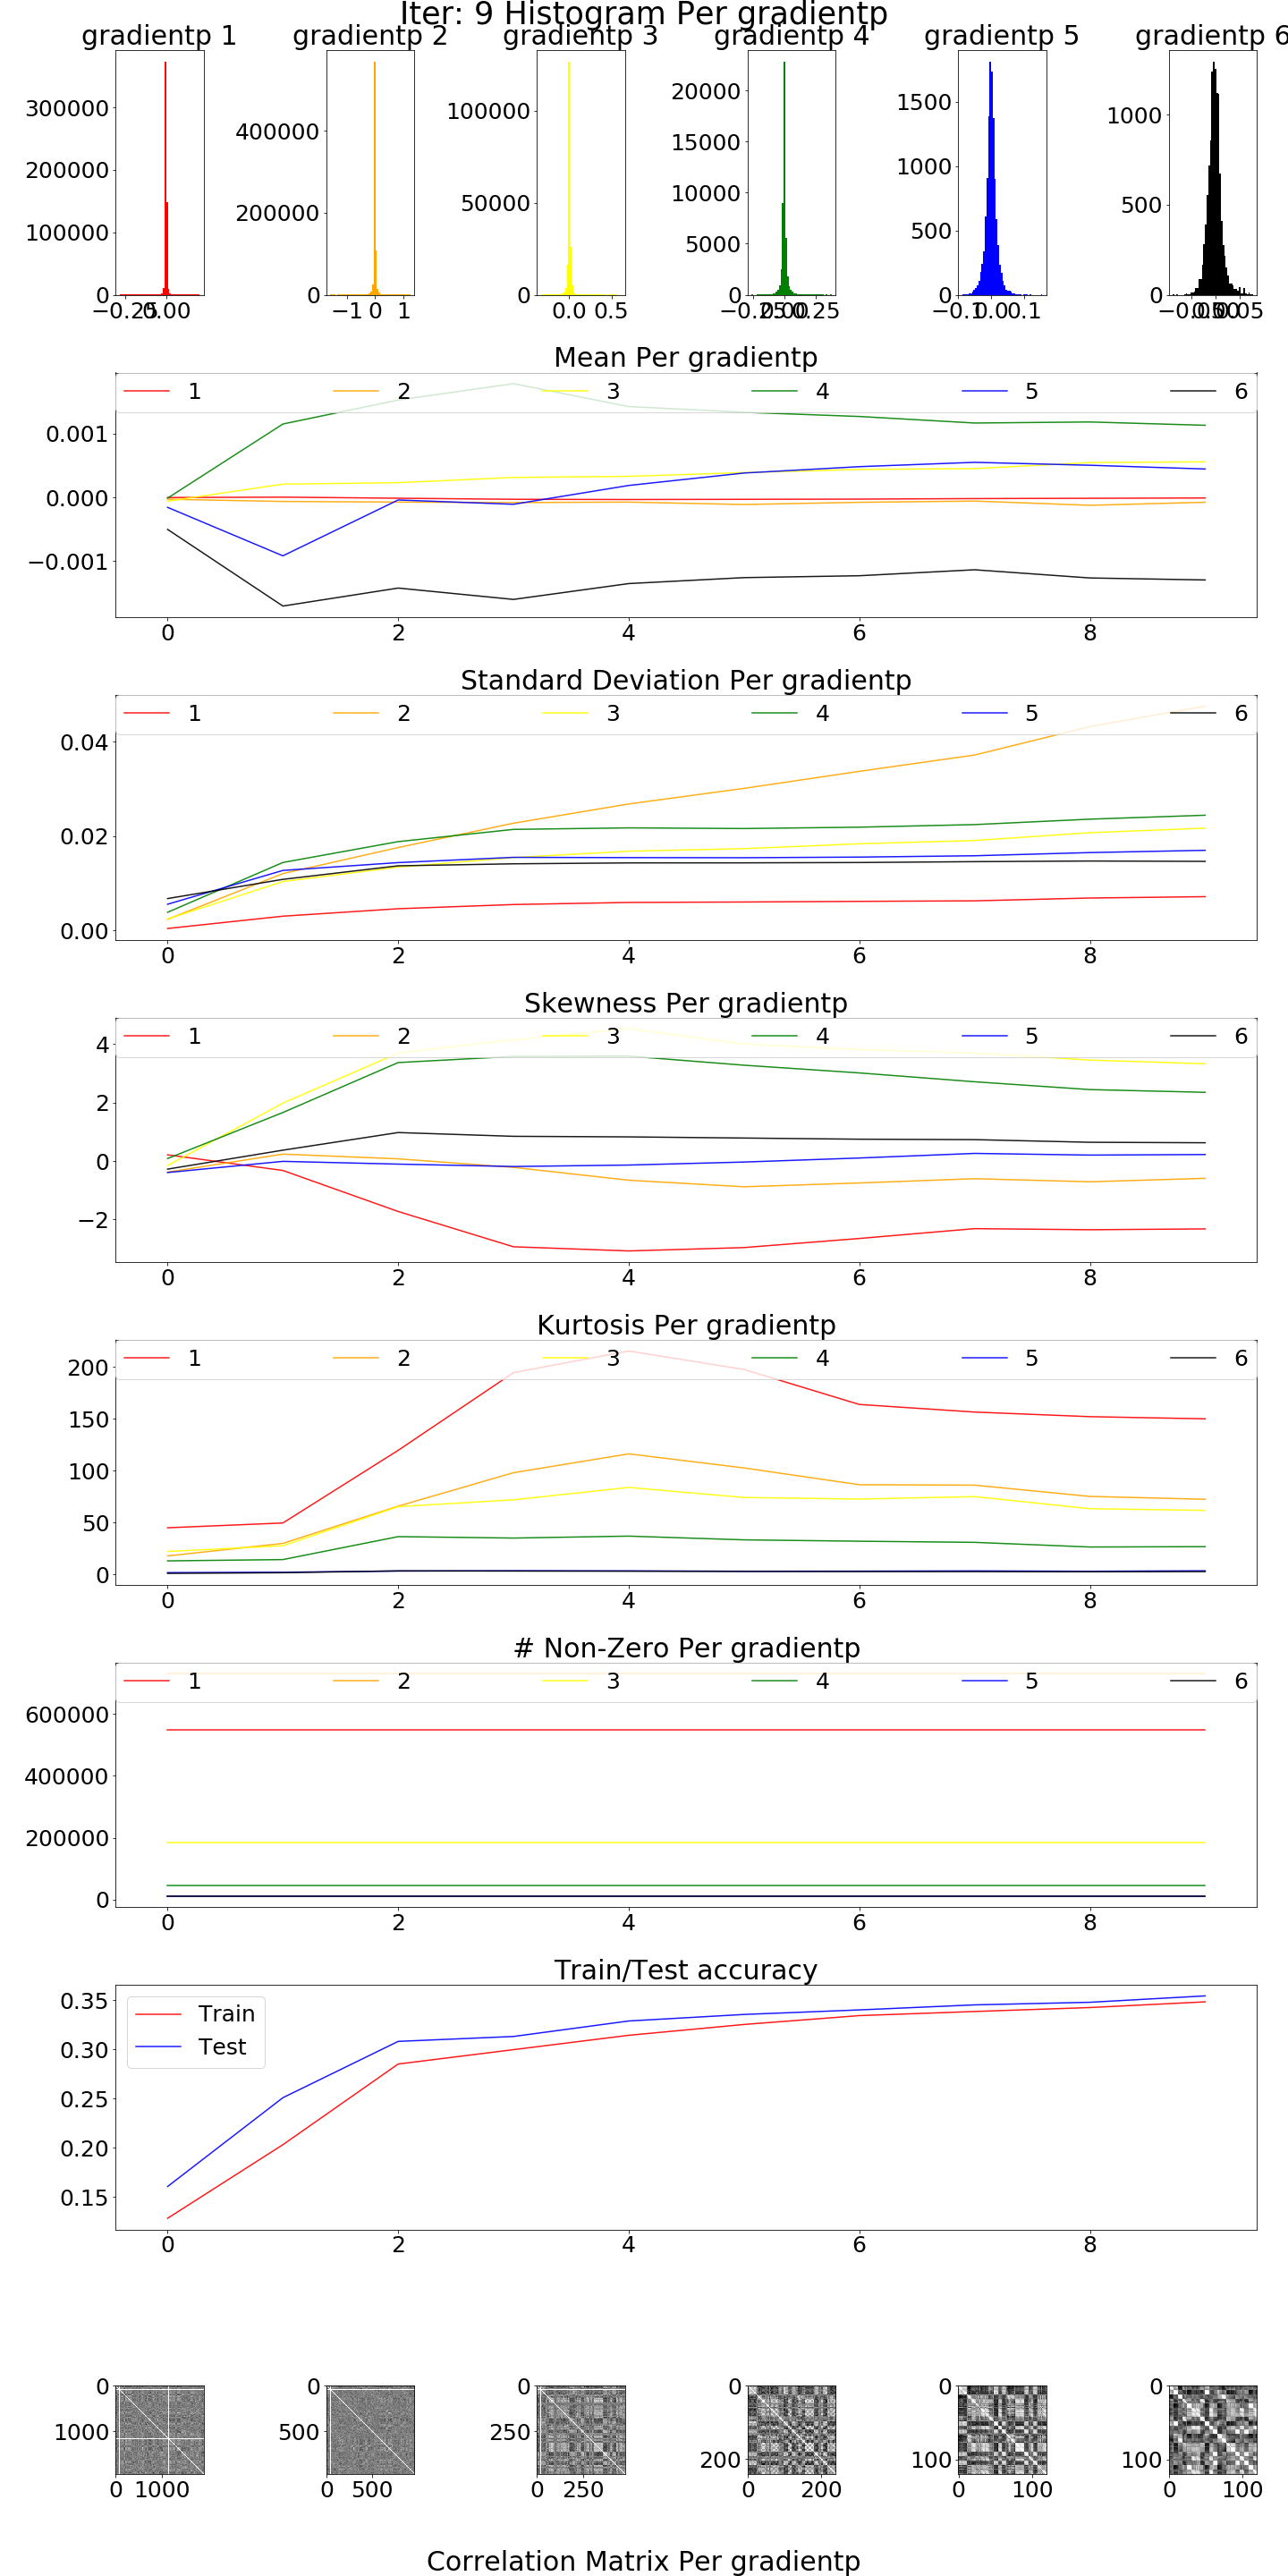 Iter: 9 Histogram Per gradientp
gradientp 1 gradientp 2 gradientp 3 gradientp 4 gradientp 5 gradientp 6
300000
200000
100000
0
400000
200000
0
100000
50000
0
20000
15000
10000
5000
0
1500
1000
500
0
1000
500
0
−0.25 0.00
−1 0 1
0.0 0.5
−0.25 0.00 0.25
−0.1 0.0 0.1
−0.05 0.00 0.05
Mean Per gradientp
1 2 3 4 5 6
0.001
0.000
−0.001
0 2 4 6 8
Standard Deviation Per gradientp
1 2 3 4 5 6
0.04
0.02
0.00
0 2 4 6 8
Skewness Per gradientp
1 2 3 4 5 6
4
2
0
−2
0 2 4 6 8
Kurtosis Per gradientp
1 2 3 4 5 6
200
150
100
50
0
0 2 4 6 8
# Non-Zero Per gradientp
1 2 3 4 5 6
600000
400000
200000
0
0 2 4 6 8
Train/Test accuracy
Train
Test
0.35
0.30
0.25
0.20
0.15
0 2 4 6 8
0
1000
0 1000
0
500
0 500
0
250
0 250
0
200
0 200
0
100
0 100
0
100
0 100
Correlation Matrix Per gradientp